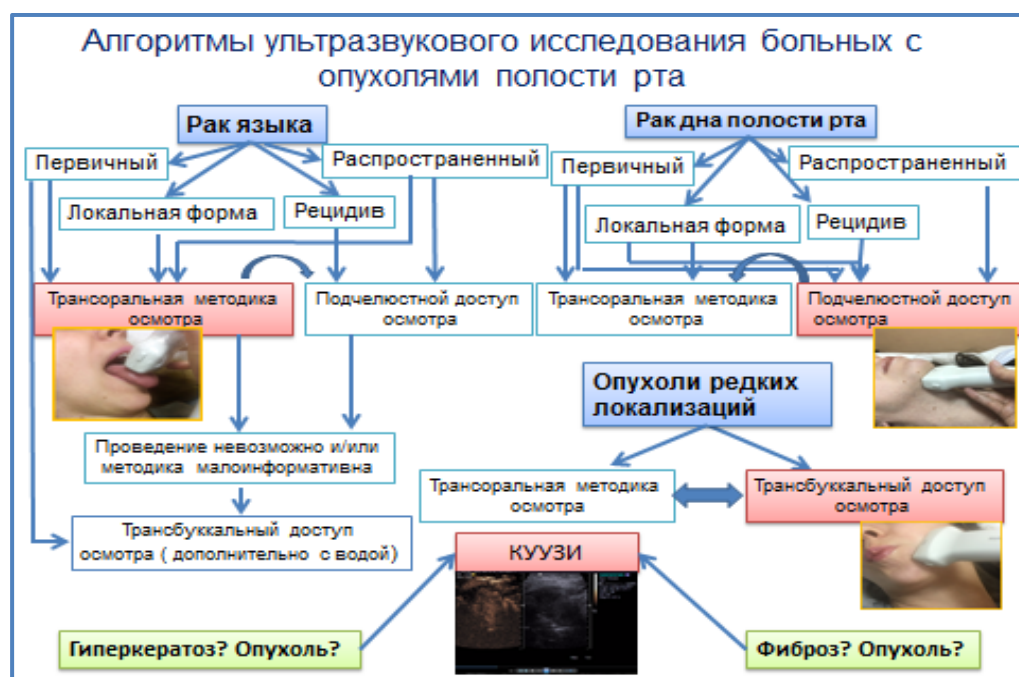 Алгоритмы ультразвукового исследования больных с
опухолями полости рта
Рак языка
Первичный
Распространенный
Локальная форма
Рецидив
Трансоральная методика
осмотра
Подчелюстной доступ
осмотра
Проведение невозможно и/или
методика малоинформативна
Трансбуккальный доступ
осмотра ( дополнительно с водой)
Рак дна полости рта
Первичный
Распространенный
Локальная форма
Рецидив
Трансоральная методика
осмотра
Подчелюстной доступ
осмотра
Опухоли редких
локализаций
Трансоральная методика
осмотра
Трансбуккальный доступ
осмотра
КУУЗИ
Гиперкератоз? Опухоль?
Фиброз? Опухоль?